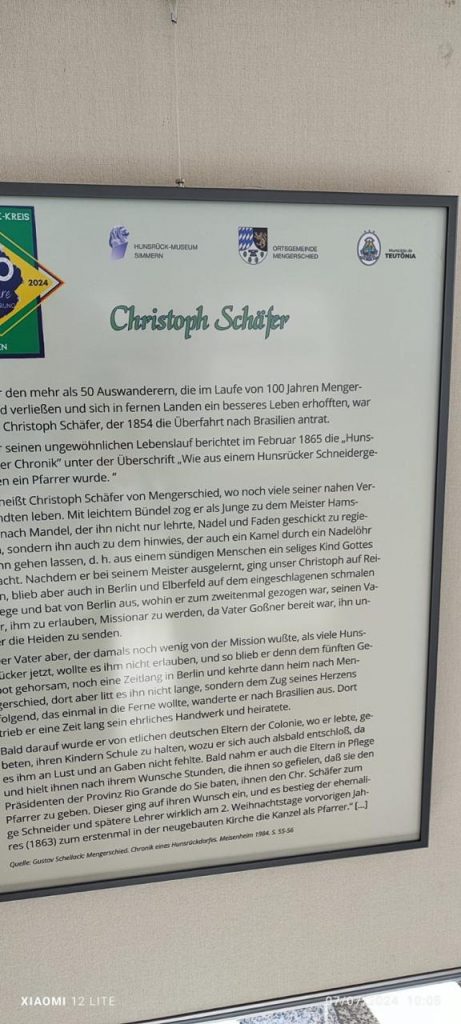 -KREIS
2024
EN
HUNSRÜCK-MUSEUM
SIMMERN
ORTSGEMEINDE
MENGERSCHIED
Município de
TEUTÔNIA
Christoph Schäfer
r den mehr als 50 Auswanderern, die im Laufe von 100 Jahren Menger-
d verließen und sich in fernen Landen ein besseres Leben erhofften, war
Christoph Schäfer, der 1854 die Überfahrt nach Brasilien antrat.
r seinen ungewöhnlichen Lebenslauf berichtet im Februar 1865 die „Huns-
er Chronik" unter der Überschrift „Wie aus einem Hunsrücker Schneiderge-
en ein Pfarrer wurde. "
heißt Christoph Schäfer von Mengerschied, wo noch viele seiner nahen Ver-
ndten leben. Mit leichtem Bündel zog er als Junge zu dem Meister Hams-
nach Mandel, der ihn nicht nur lehrte, Nadel und Faden geschickt zu regie-
n, sondern ihn auch zu dem hinwies, der auch ein Kamel durch ein Nadelöhr
nn gehen lassen, d. h. aus einem sündigen Menschen ein seliges Kind Gottes
acht. Nachdem er bei seinem Meister ausgelernt, ging unser Christoph auf Rei-
n, blieb aber auch in Berlin und Elberfeld auf dem eingeschlagenen schmalen
ege und bat von Berlin aus, wohin er zum zweitenmal gezogen war, seinen Va-
r, ihm zu erlauben, Missionar zu werden, da Vater Goßner bereit war, ihn un-
er die Heiden zu senden.
er Vater aber, der damals noch wenig von der Mission wußte, als viele Huns-
ücker jetzt, wollte es ihm nicht erlauben, und so blieb er denn dem fünften Ge-
bot gehorsam, noch eine Zeitlang in Berlin und kehrte dann heim nach Men-
gerschied, dort aber litt es ihn nicht lange, sondern dem Zug seines Herzens
folgend, das einmal in die Ferne wollte, wanderte er nach Brasilien aus. Dort
trieb er eine Zeit lang sein ehrliches Handwerk und heiratete.
Bald darauf wurde er von etlichen deutschen Eltern der Colonie, wo er lebte, ge-
beten, ihren Kindern Schule zu halten, wozu er sich auch alsbald entschloß, da
es ihm an Lust und an Gaben nicht fehlte. Bald nahm er auch die Eltern in Pflege
und hielt ihnen nach ihrem Wunsche Stunden, die ihnen so gefielen, daß sie den
Präsidenten der Provinz Rio Grande do Sie baten, ihnen den Chr. Schäfer zum
Pfarrer zu geben. Dieser ging auf ihren Wunsch ein, und es bestieg der ehemali-
ge Schneider und spätere Lehrer wirklich am 2. Weihnachtstage vorvorigen Jah-
res (1863) zum erstenmal in der neugebauten Kirche die Kanzel als Pfarrer." [...]
Quelle: Gustav Schellack: Mengerschied. Chronik eines Hunsrückdorfes. Meisenheim 1984. S. 55-56
XIAOMI 12 LITE
07/07/2024 10:05